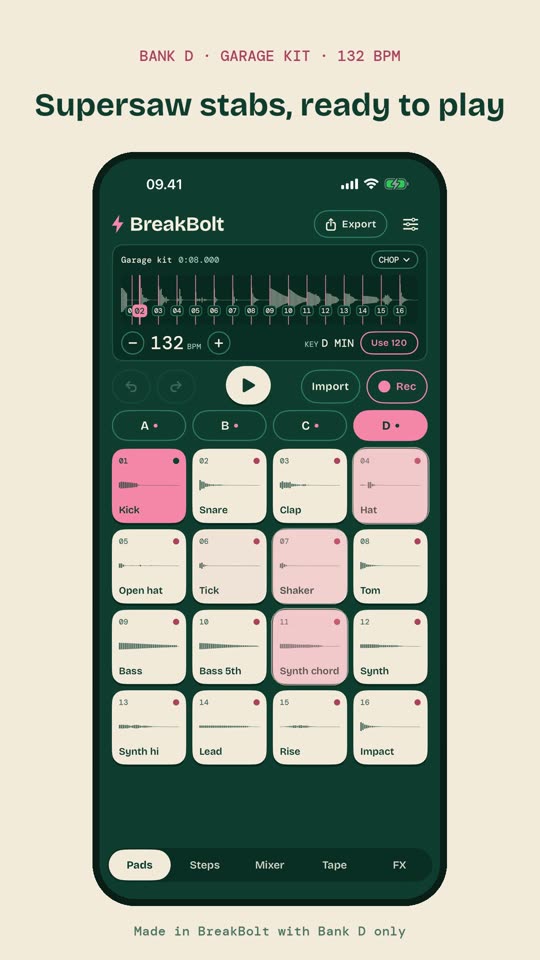 BANK D · GARAGE KIT · 132 BPM
Supersaw stabs, ready to play
09.41
BreakBolt
Export
Garage kit 0:08.000
CHOP
02 03 04 05 06 07 08 09 10 11 12 13 14 15 16
− 132 BPM +
KEY D MIN
Use 120
Import
Rec
A B C D
01 02 03 04
Kick Snare Clap Hat
05 06 07 08
Open hat Tick Shaker Tom
09 10 11 12
Bass Bass 5th Synth chord Synth
13 14 15 16
Synth hi Lead Rise Impact
Pads Steps Mixer Tape FX
Made in BreakBolt with Bank D only